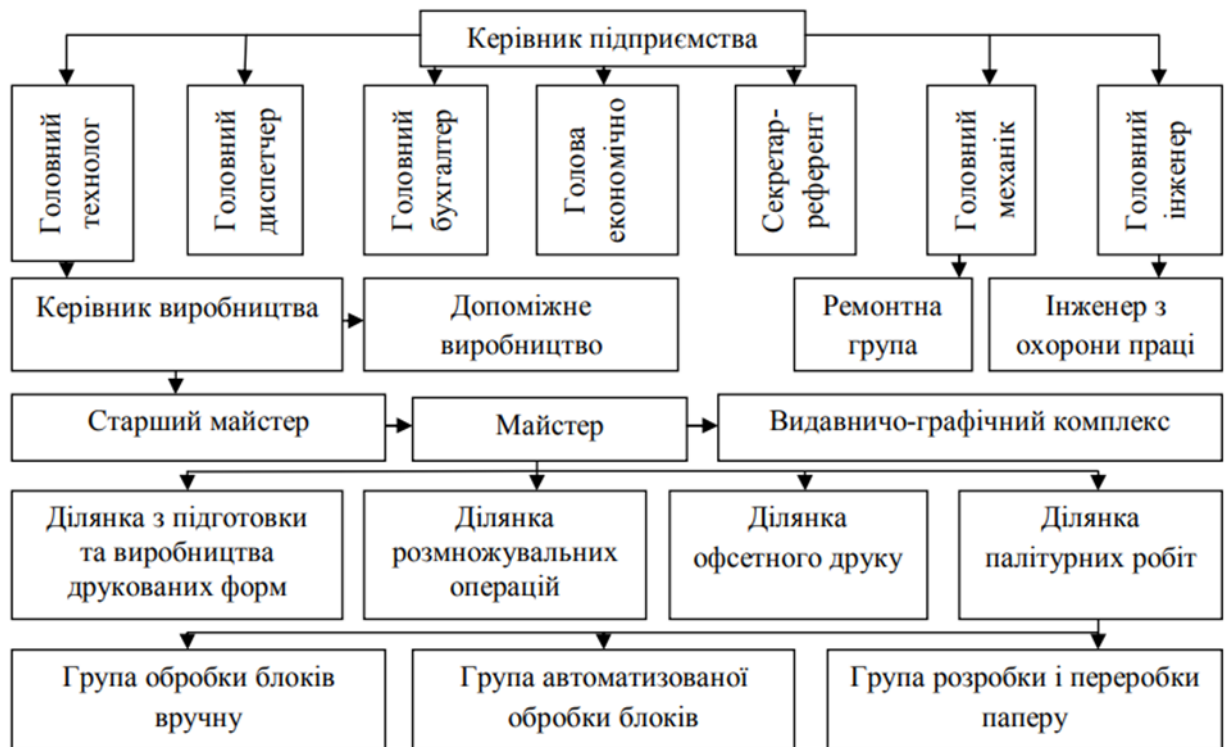 Керівник підприємства
Головний
технолог
Головний
диспетчер
Головний
бухгалтер
Голова
економічно
Секретар-
референт
Головний
механік
Головний
інженер
Керівник виробництва
Допоміжне
виробництво
Ремонтна
група
Інженер з
охорони праці
Старший майстер
Майстер
Видавничо-графічний комплекс
Ділянка з підготовки
та виробництва
друкованих форм
Ділянка
розмножувальних
операцій
Ділянка
офсетного друку
Ділянка
палітурних робіт
Група обробки блоків
вручну
Група автоматизованої
обробки блоків
Група розробки і переробки
паперу